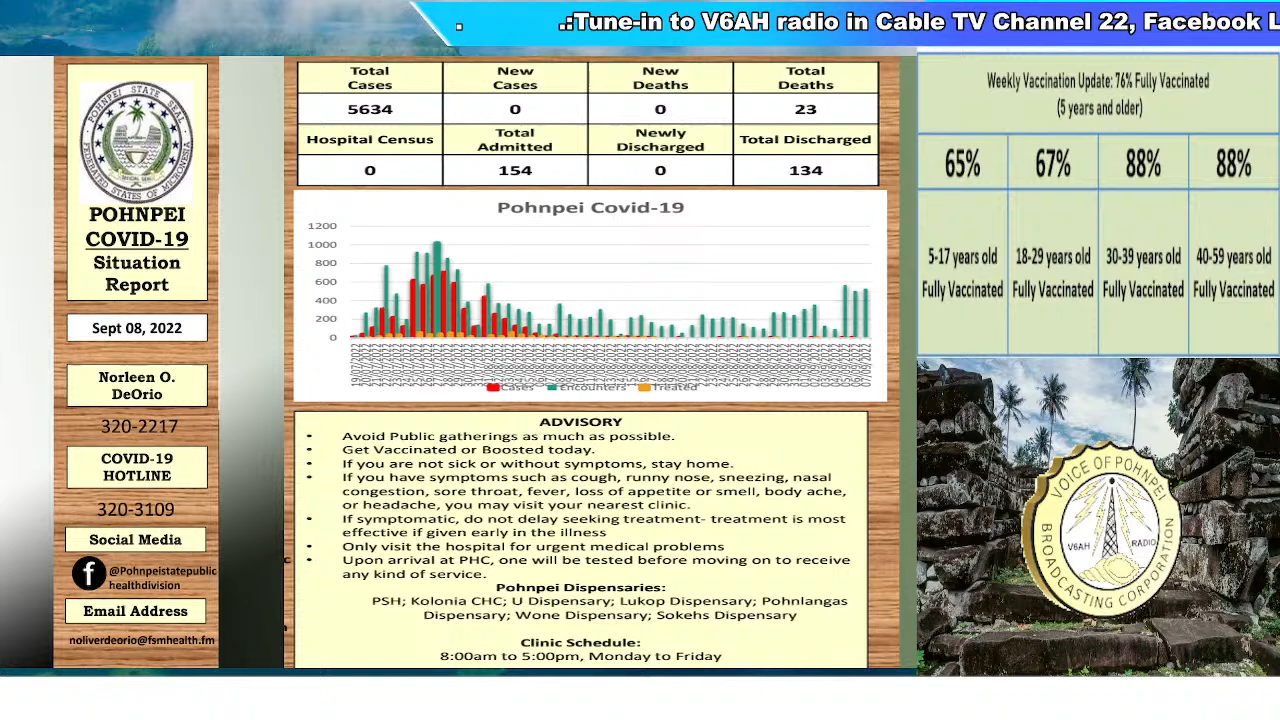 .
.:Tune-in to V6AH radio in Cable TV Channel 22, Facebook L
POHNPEI STATE SEAL
FEDERATED STATES OF MICRONESIA
POHNPEI
COVID-19
Situation
Report
Sept 08, 2022
Norleen O.
DeOrio
320-2217
COVID-19
HOTLINE
320-3109
Social Media
f
@Pohnpeistatepublic
healthdivision
Email Address
noliverdeorio@fsmhealth.fm
Total Cases New Cases New Deaths Total Deaths
5634 0 0 23
Hospital Census Total Admitted Newly Discharged Total Discharged
0 154 0 134
Pohnpei Covid-19
1200
1000
800
600
400
200
0
Cases Encounters Treated
ADVISORY
• Avoid Public gatherings as much as possible.
• Get Vaccinated or Boosted today.
• If you are not sick or without symptoms, stay home.
• If you have symptoms such as cough, runny nose, sneezing, nasal
congestion, sore throat, fever, loss of appetite or smell, body ache,
or headache, you may visit your nearest clinic.
• If symptomatic, do not delay seeking treatment- treatment is most
effective if given early in the illness
• Only visit the hospital for urgent medical problems
• Upon arrival at PHC, one will be tested before moving on to receive
any kind of service.
Pohnpei Dispensaries:
PSH; Kolonia CHC; U Dispensary; Lukop Dispensary; Pohnlangas
Dispensary; Wone Dispensary; Sokehs Dispensary
Clinic Schedule:
8:00am to 5:00pm, Monday to Friday
Weekly Vaccination Update: 76% Fully Vaccinated
(5 years and older)
65% 67% 88% 88%
5-17 years old 18-29 years old 30-39 years old 40-59 years old
Fully Vaccinated Fully Vaccinated Fully Vaccinated Fully Vaccinated
VOICE OF POHNPEI
V6AH RADIO
BROADCASTING CORPORATION